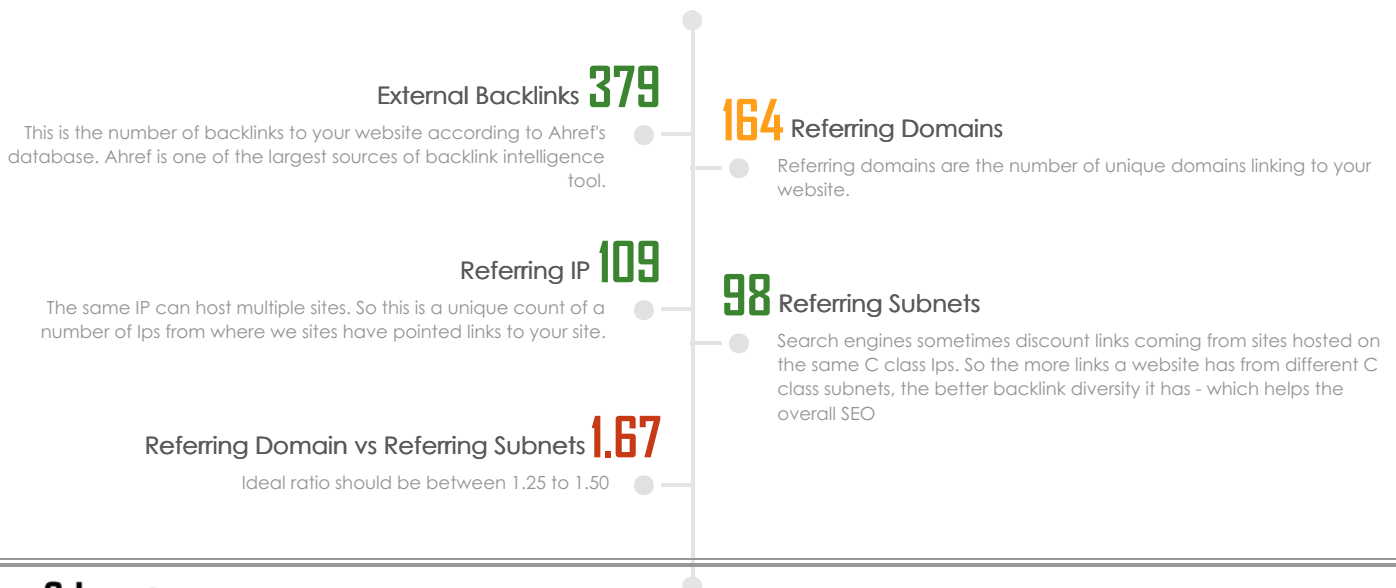 External Backlinks 379
This is the number of backlinks to your website according to Ahref's
database. Ahref is one of the largest sources of backlink intelligence
tool.
164 Referring Domains
Referring domains are the number of unique domains linking to your
website.
Referring IP 109
The same IP can host multiple sites. So this is a unique count of a
number of Ips from where we sites have pointed links to your site.
98 Referring Subnets
Search engines sometimes discount links coming from sites hosted on
the same C class Ips. So the more links a website has from different C
class subnets, the better backlink diversity it has - which helps the
overall SEO
Referring Domain vs Referring Subnets 1.67
Ideal ratio should be between 1.25 to 1.50